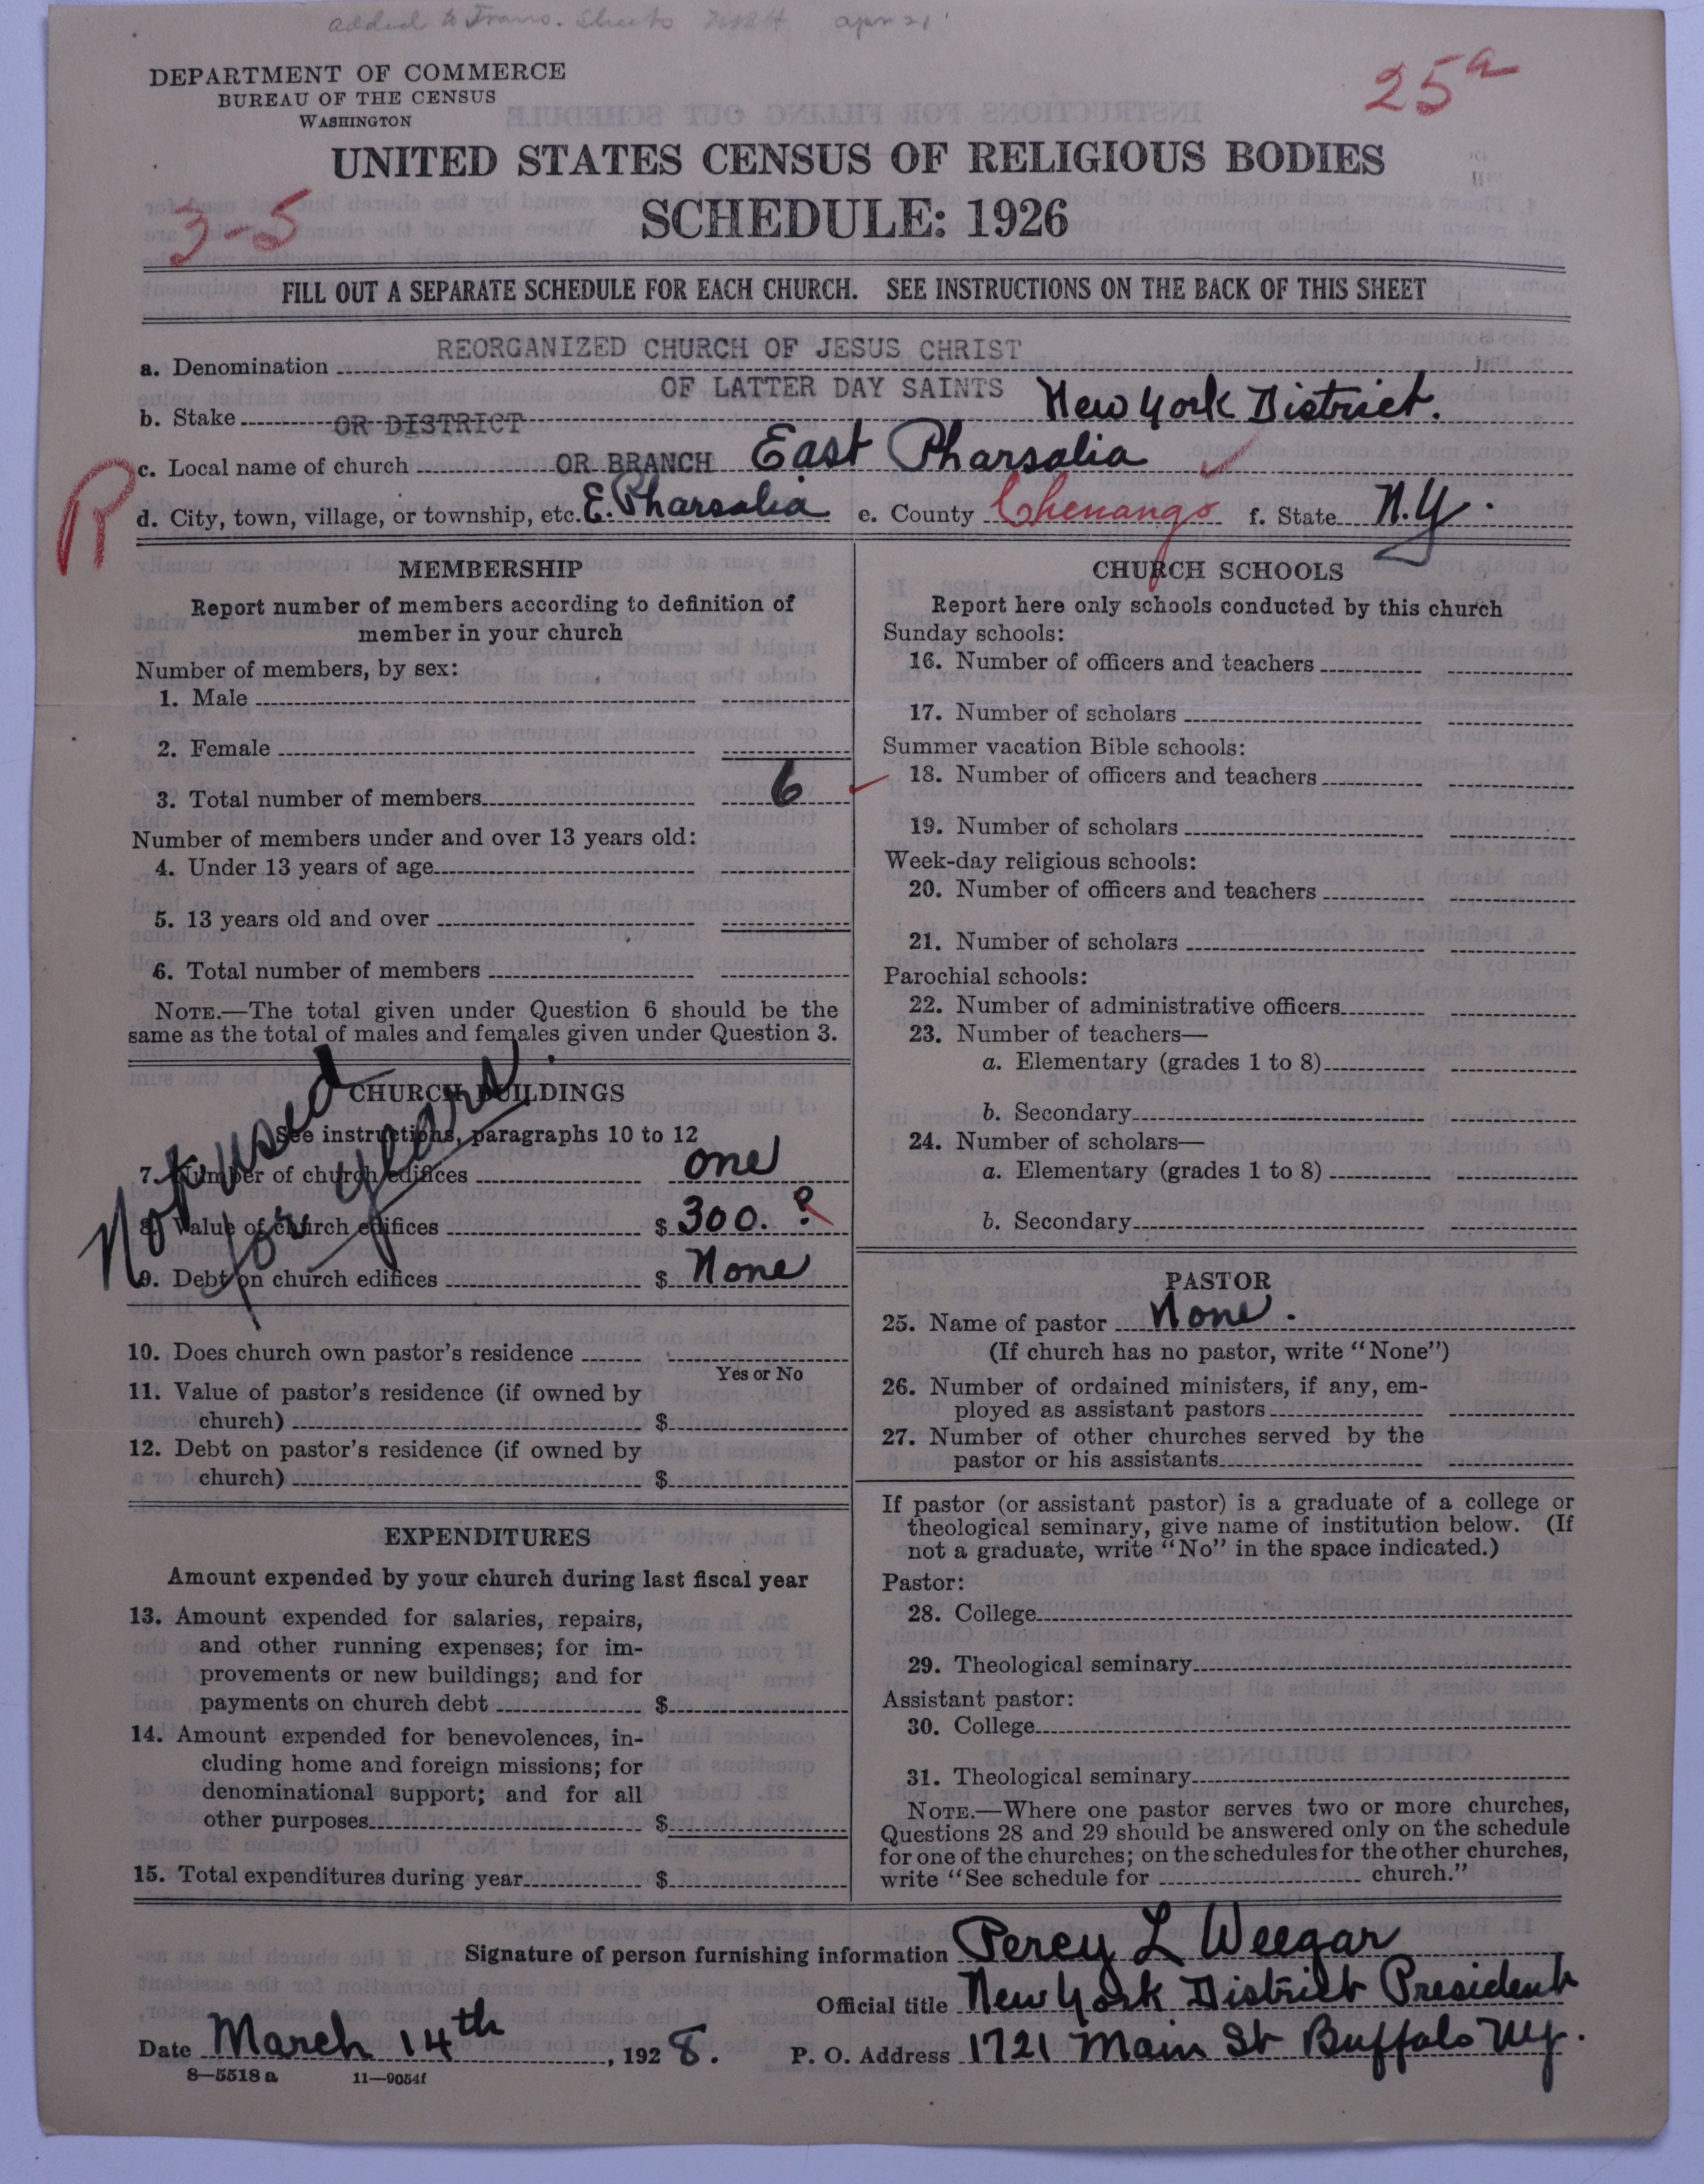 added to Trans. Sheets apr 21
DEPARTMENT OF COMMERCE
BUREAU OF THE CENSUS
WASHINGTON
25a
UNITED STATES CENSUS OF RELIGIOUS BODIES
SCHEDULE: 1926
3-5
FILL OUT A SEPARATE SCHEDULE FOR EACH CHURCH. SEE INSTRUCTIONS ON THE BACK OF THIS SHEET
a. Denomination REORGANIZED CHURCH OF JESUS CHRIST
OF LATTER DAY SAINTS
b. Stake OR DISTRICT New York District.
c. Local name of church OR BRANCH East Pharsalia
R
d. City, town, village, or township, etc. E. Pharsalia e. County Chenango f. State N.Y.
MEMBERSHIP
Report number of members according to definition of
member in your church
Number of members, by sex:
1. Male
2. Female
3. Total number of members 6
Number of members under and over 13 years old:
4. Under 13 years of age
5. 13 years old and over
6. Total number of members
NOTE.—The total given under Question 6 should be the
same as the total of males and females given under Question 3.
CHURCH BUILDINGS
See instructions, paragraphs 10 to 12
Not used
for years.
7. Number of church edifices one
8. Value of church edifices $ 300. ?
9. Debt on church edifices $ None
10. Does church own pastor's residence
Yes or No
11. Value of pastor's residence (if owned by
church) $
12. Debt on pastor's residence (if owned by
church) $
EXPENDITURES
Amount expended by your church during last fiscal year
13. Amount expended for salaries, repairs,
and other running expenses; for im-
provements or new buildings; and for
payments on church debt $
14. Amount expended for benevolences, in-
cluding home and foreign missions; for
denominational support; and for all
other purposes $
15. Total expenditures during year $
CHURCH SCHOOLS
Report here only schools conducted by this church
Sunday schools:
16. Number of officers and teachers
17. Number of scholars
Summer vacation Bible schools:
18. Number of officers and teachers
19. Number of scholars
Week-day religious schools:
20. Number of officers and teachers
21. Number of scholars
Parochial schools:
22. Number of administrative officers
23. Number of teachers—
a. Elementary (grades 1 to 8)
b. Secondary
24. Number of scholars—
a. Elementary (grades 1 to 8)
b. Secondary
PASTOR
25. Name of pastor None.
(If church has no pastor, write "None")
26. Number of ordained ministers, if any, em-
ployed as assistant pastors
27. Number of other churches served by the
pastor or his assistants
If pastor (or assistant pastor) is a graduate of a college or
theological seminary, give name of institution below. (If
not a graduate, write "No" in the space indicated.)
Pastor:
28. College
29. Theological seminary
Assistant pastor:
30. College
31. Theological seminary
NOTE.—Where one pastor serves two or more churches,
Questions 28 and 29 should be answered only on the schedule
for one of the churches; on the schedules for the other churches,
write "See schedule for church."
Signature of person furnishing information Percy L Weegar
Official title New York District President
Date March 14th, 1928. P. O. Address 1721 Main St Buffalo Ny.
8—5518 a 11—9054f